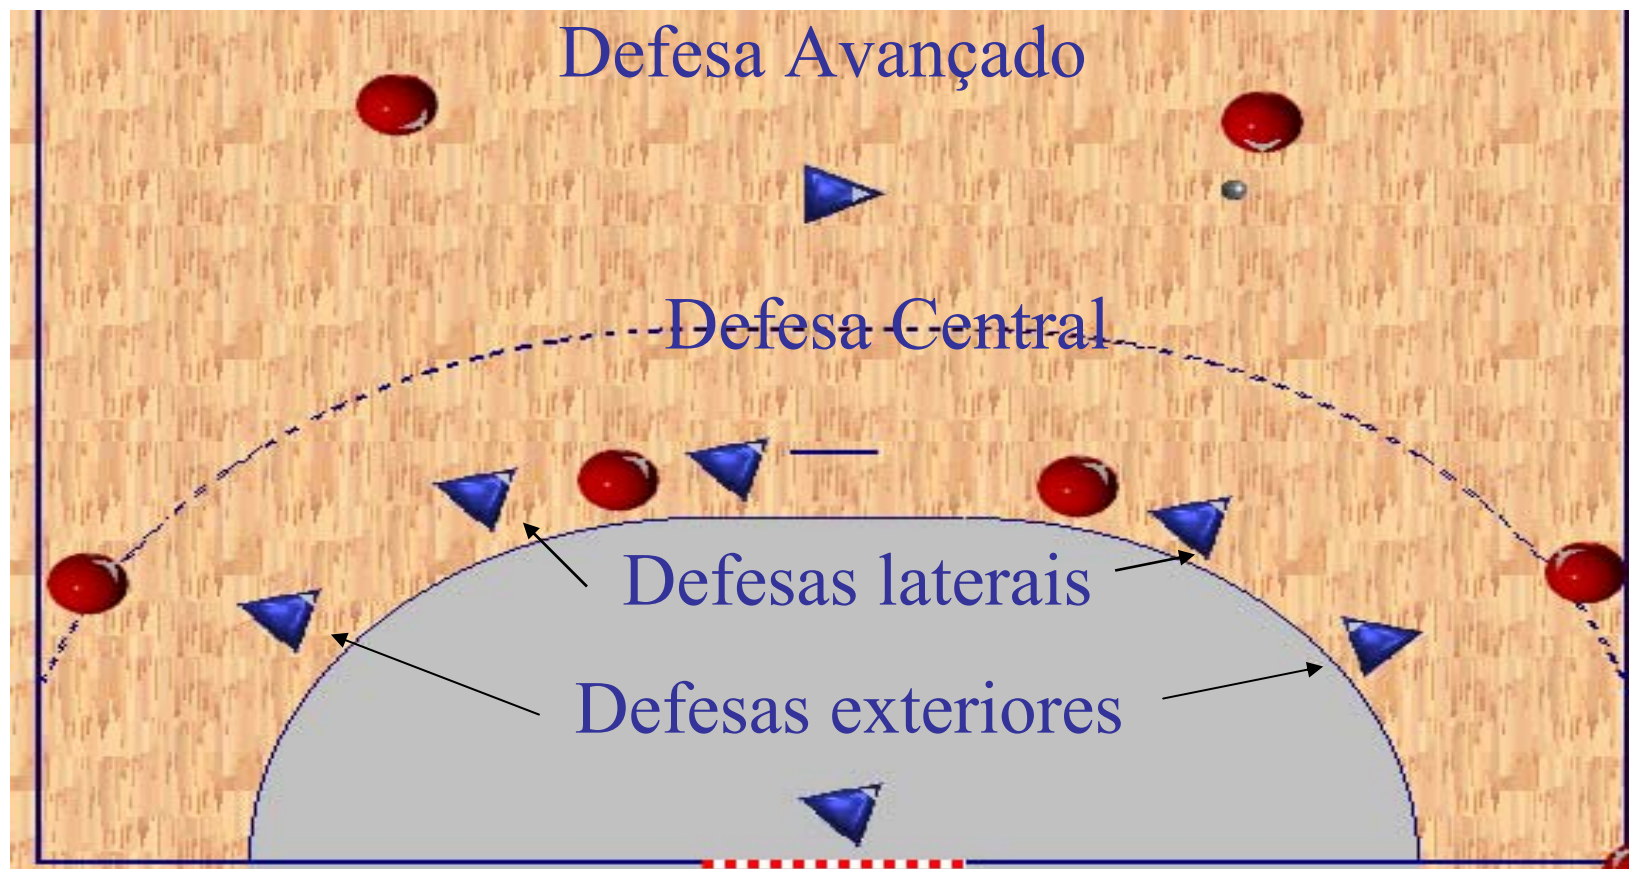 Defesa Avançado
Defesa Central
Defesas laterais
Defesas exteriores